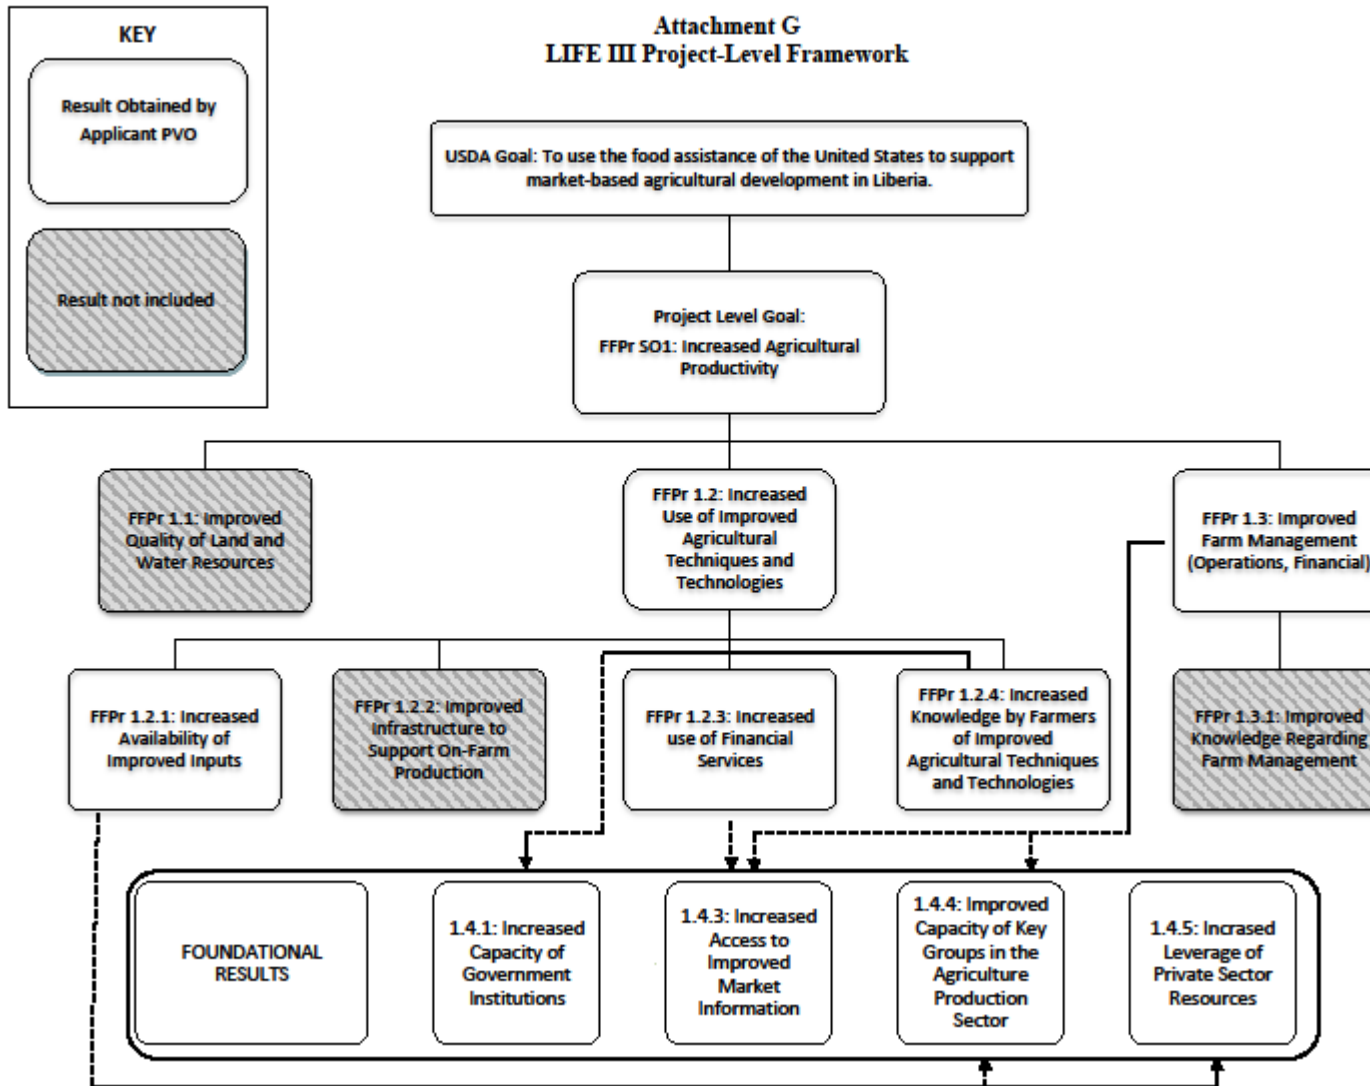 Attachment G
LIFE III Project-Level Framework
KEY
Result Obtained by
Applicant PVO
Result not included
USDA Goal: To use the food assistance of the United States to support
market-based agricultural development in Liberia.
Project Level Goal:
FFPr SO1: Increased Agricultural
Productivity
FFPr 1.1: Improved
Quality of Land and
Water Resources
FFPr 1.2: Increased
Use of Improved
Agricultural
Techniques and
Technologies
FFPr 1.3: Improved
Farm Management
(Operations, Financial)
FFPr 1.2.1: Increased
Availability of
Improved Inputs
FFPr 1.2.2: Improved
Infrastructure to
Support On-Farm
Production
FFPr 1.2.3: Increased
use of Financial
Services
FFPr 1.2.4: Increased
Knowledge by Farmers
of Improved
Agricultural Techniques
and Technologies
FFPr 1.3.1: Improved
Knowledge Regarding
Farm Management
FOUNDATIONAL
RESULTS
1.4.1: Increased
Capacity of
Government
Institutions
1.4.3: Increased
Access to
Improved
Market
Information
1.4.4: Improved
Capacity of Key
Groups in the
Agriculture
Production
Sector
1.4.5: Incrased
Leverage of
Private Sector
Resources